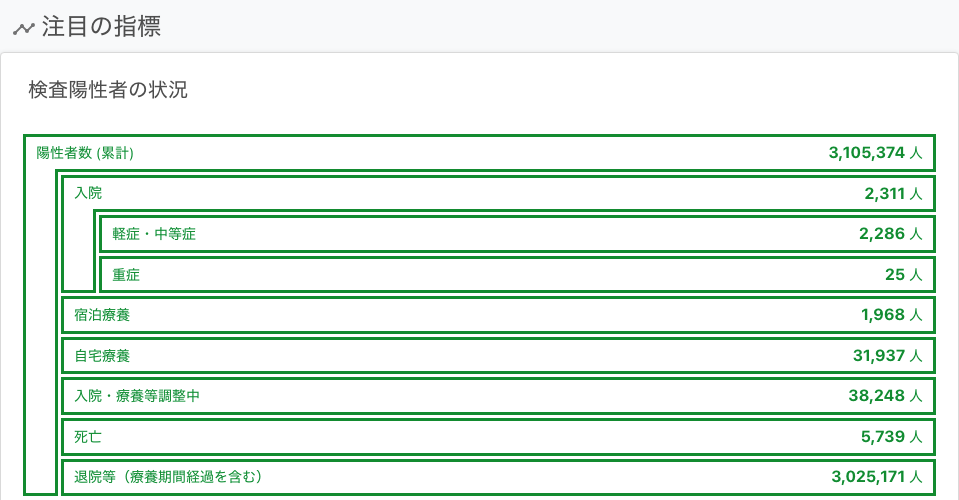 注目の指標
検査陽性者の状況
陽性者数 (累計) 3,105,374 人
入院 2,311 人
軽症・中等症 2,286 人
重症 25 人
宿泊療養 1,968 人
自宅療養 31,937 人
入院・療養等調整中 38,248 人
死亡 5,739 人
退院等（療養期間経過を含む） 3,025,171 人